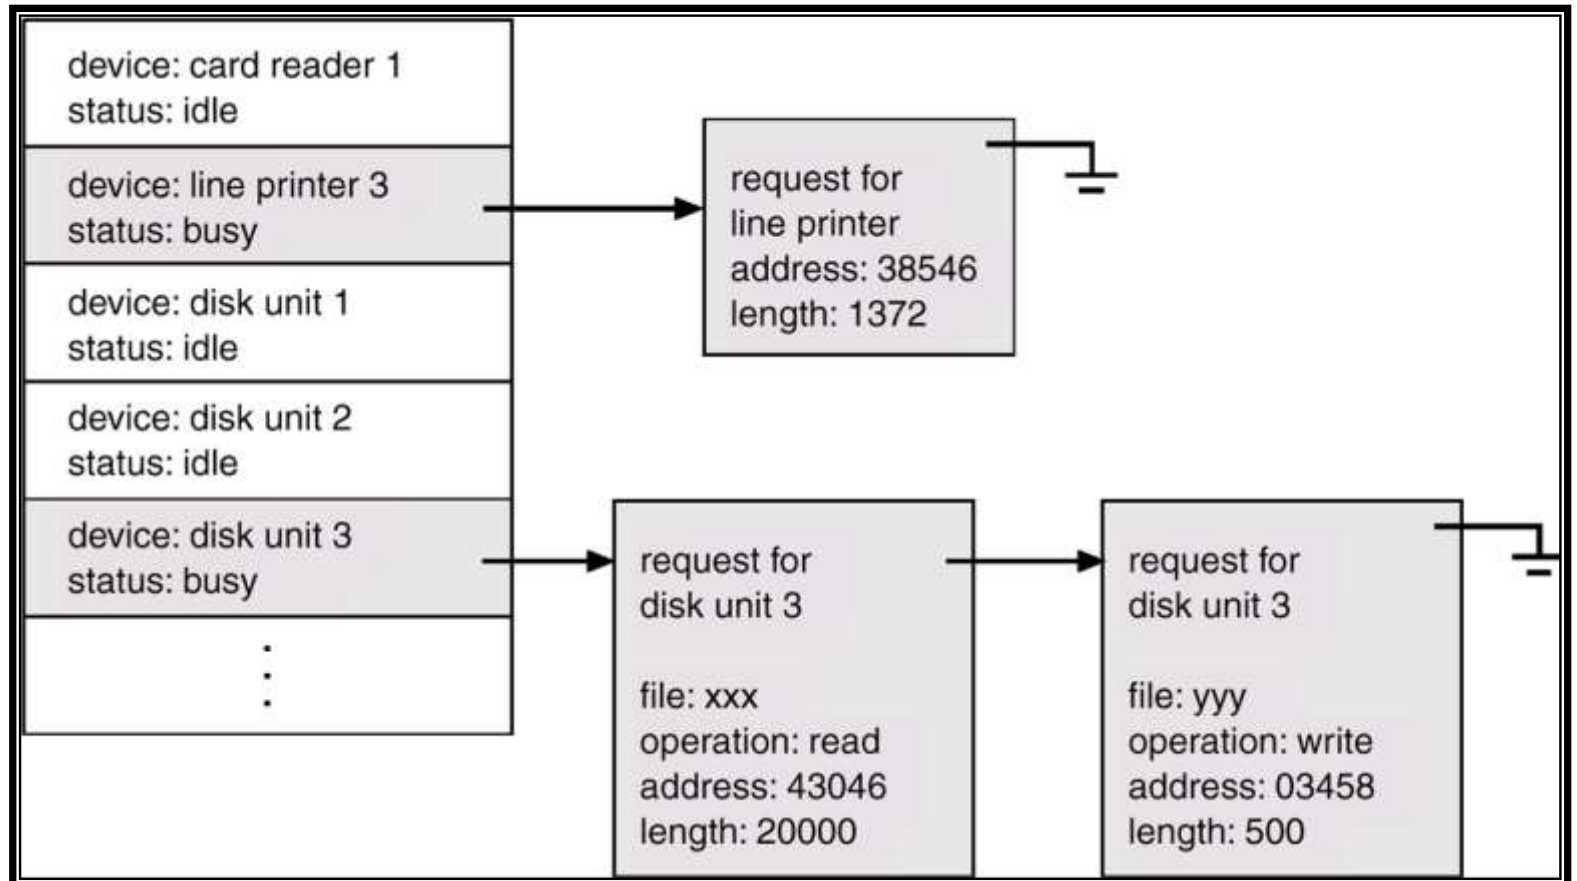 device: card reader 1
status: idle
device: line printer 3
status: busy
device: disk unit 1
status: idle
device: disk unit 2
status: idle
device: disk unit 3
status: busy
request for
line printer
address: 38546
length: 1372
request for
disk unit 3
file: xxx
operation: read
address: 43046
length: 20000
request for
disk unit 3
file: yyy
operation: write
address: 03458
length: 500